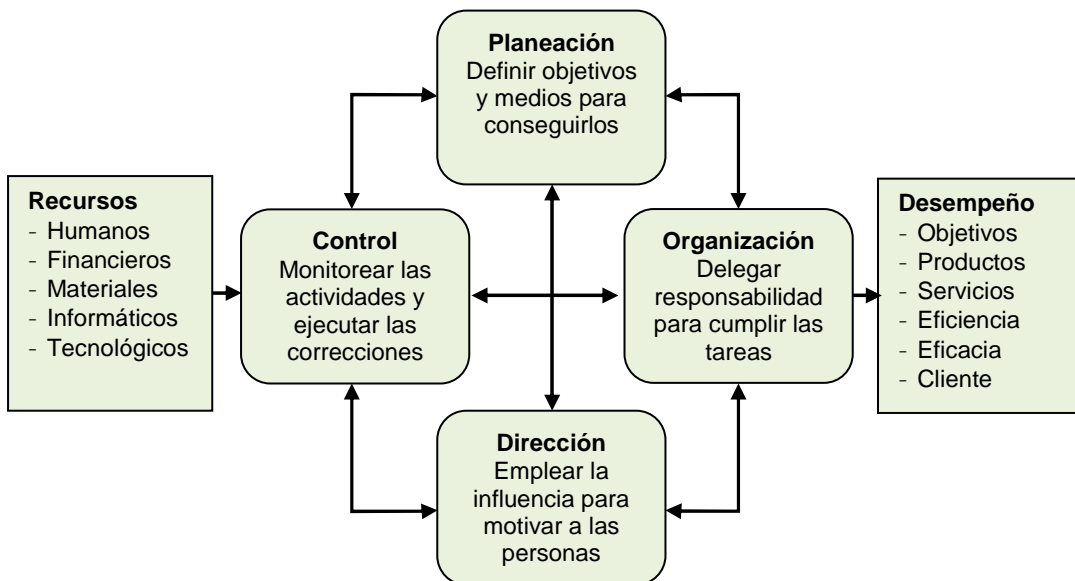 Planeación
Definir objetivos
y medios para
conseguirlos
Recursos
- Humanos
- Financieros
- Materiales
- Informáticos
- Tecnológicos
Control
Monitorear las
actividades y
ejecutar las
correcciones
Organización
Delegar
responsabilidad
para cumplir las
tareas
Desempeño
- Objetivos
- Productos
- Servicios
- Eficiencia
- Eficacia
- Cliente
Dirección
Emplear la
influencia para
motivar a las
personas